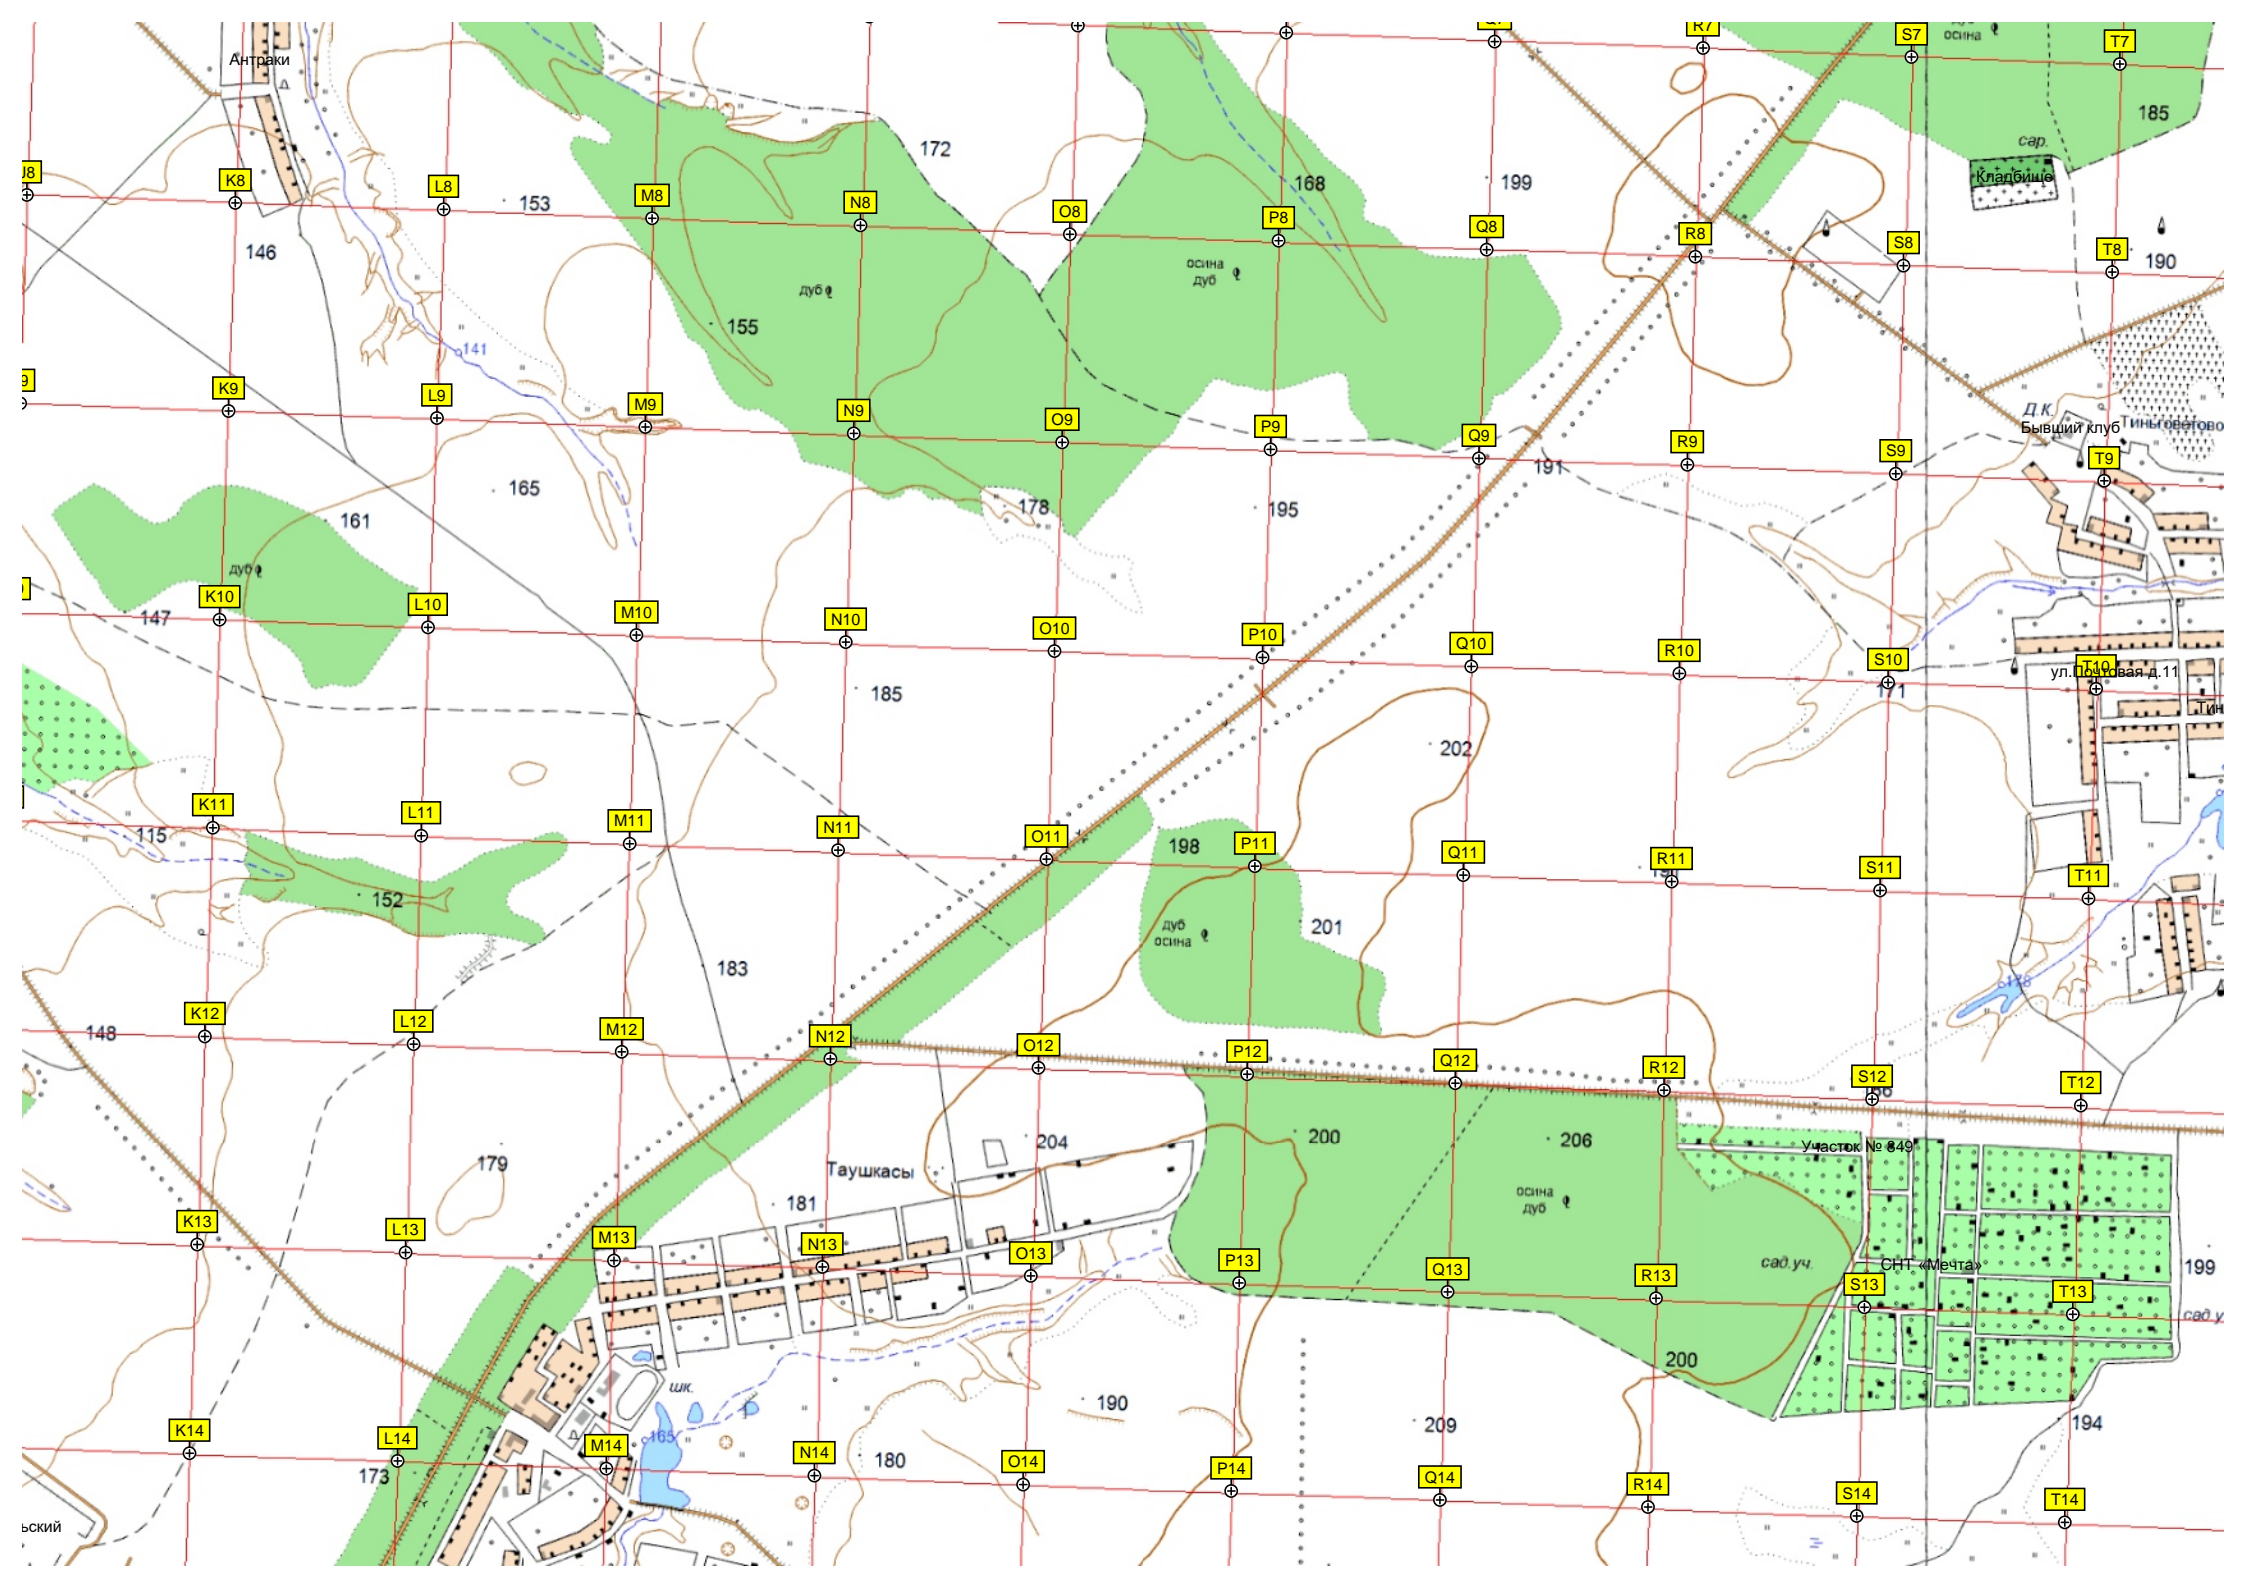 R7
S7
T7
осина
Антраки
185
172
сар.
Кладбище
K8
L8
M8
N8
O8
P8
Q8
R8
S8
T8
153
168
199
146
190
осина
дуб
дуб
155
141
K9
L9
M9
N9
O9
P9
Q9
R9
S9
T9
Д.К.
Бывший клуб
Тиньговатово
165
161
178
195
191
дуб
147
K10
L10
M10
N10
O10
P10
Q10
R10
S10
T10
ул.Почтовая д.11
171
185
202
115
K11
L11
M11
N11
O11
P11
Q11
R11
S11
T11
198
152
201
дуб
осина
183
178
148
K12
L12
M12
N12
O12
P12
Q12
R12
S12
T12
204
200
206
Участок № 849
179
Таушкасы
181
осина
дуб
K13
L13
M13
N13
O13
P13
Q13
R13
S13
T13
сад.уч.
СНТ «Мечта»
199
сад.у
200
шк.
190
209
194
165
K14
L14
M14
N14
O14
P14
Q14
R14
S14
T14
173
180
ьский